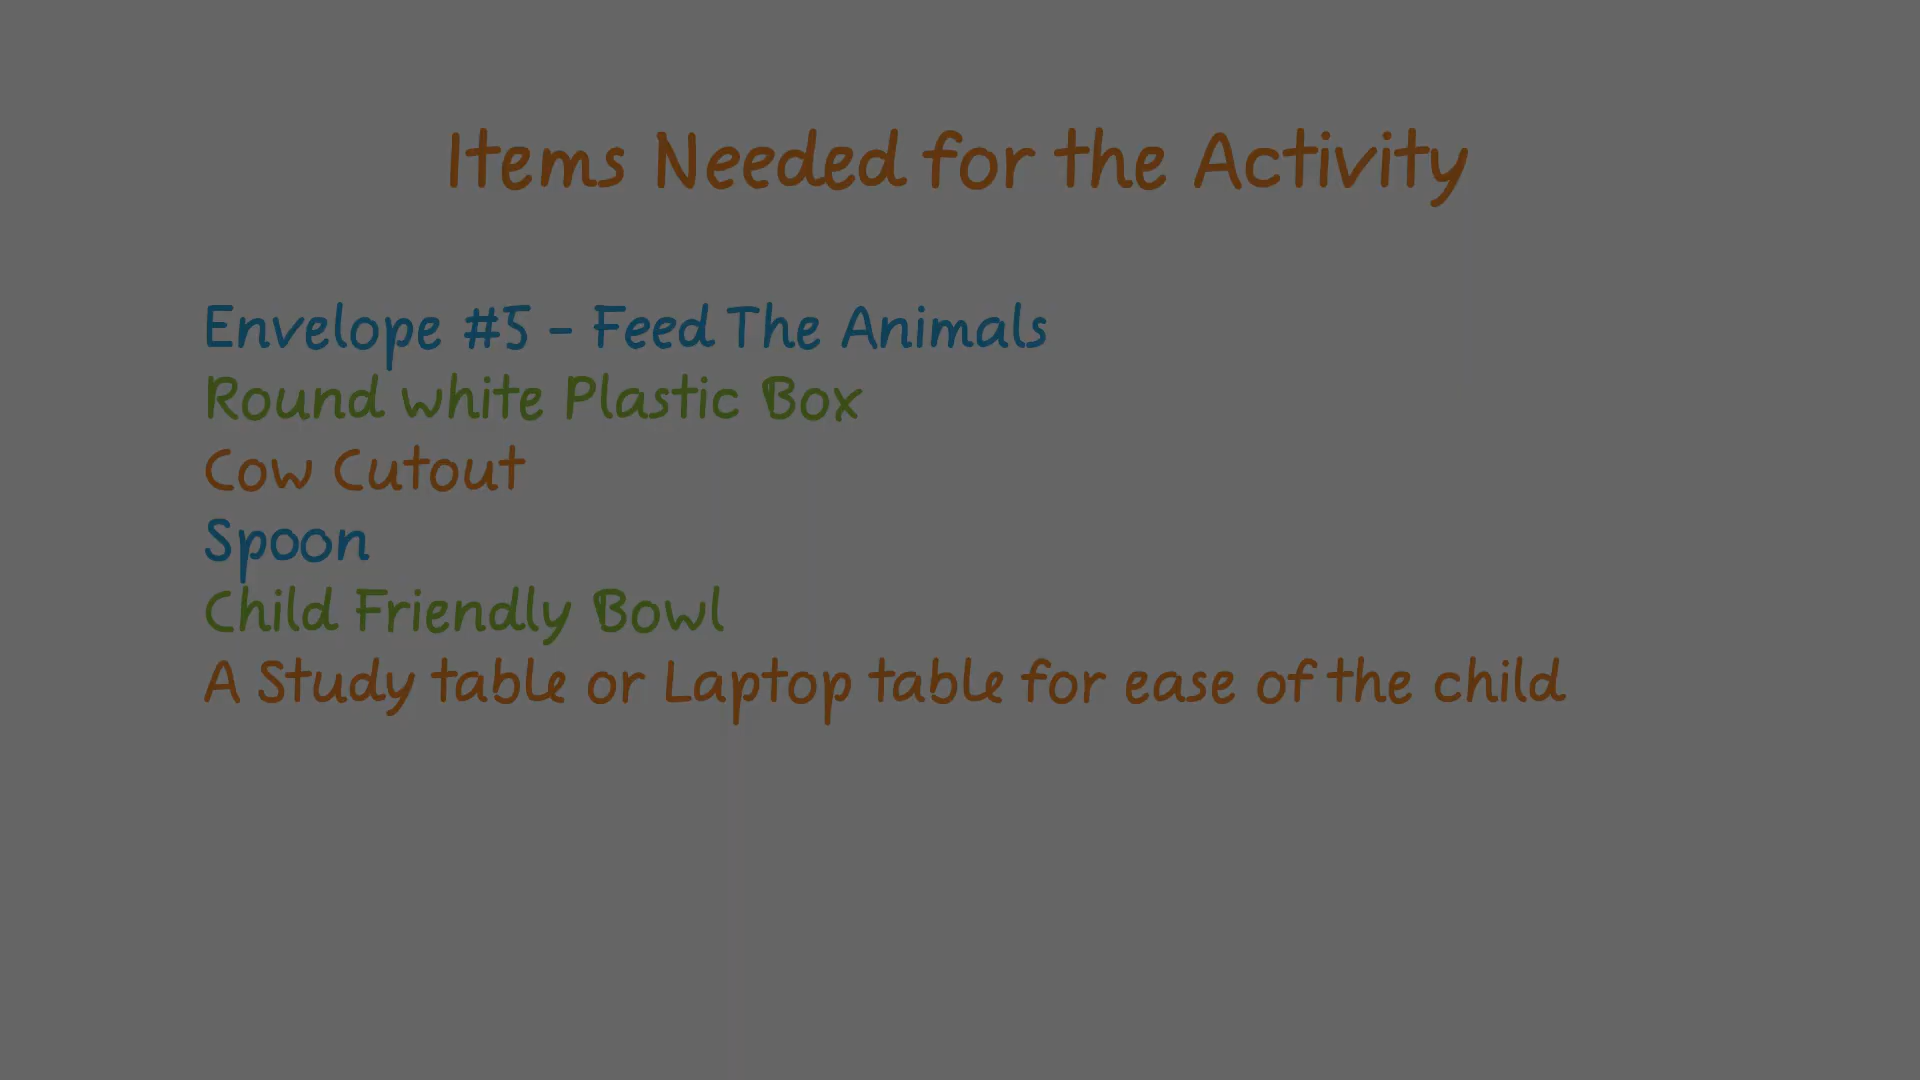 Items Needed for the Activity
Envelope #5 - Feed The Animals
Round white Plastic Box
Cow Cutout
Spoon
Child Friendly Bowl
A Study table or Laptop table for ease of the child